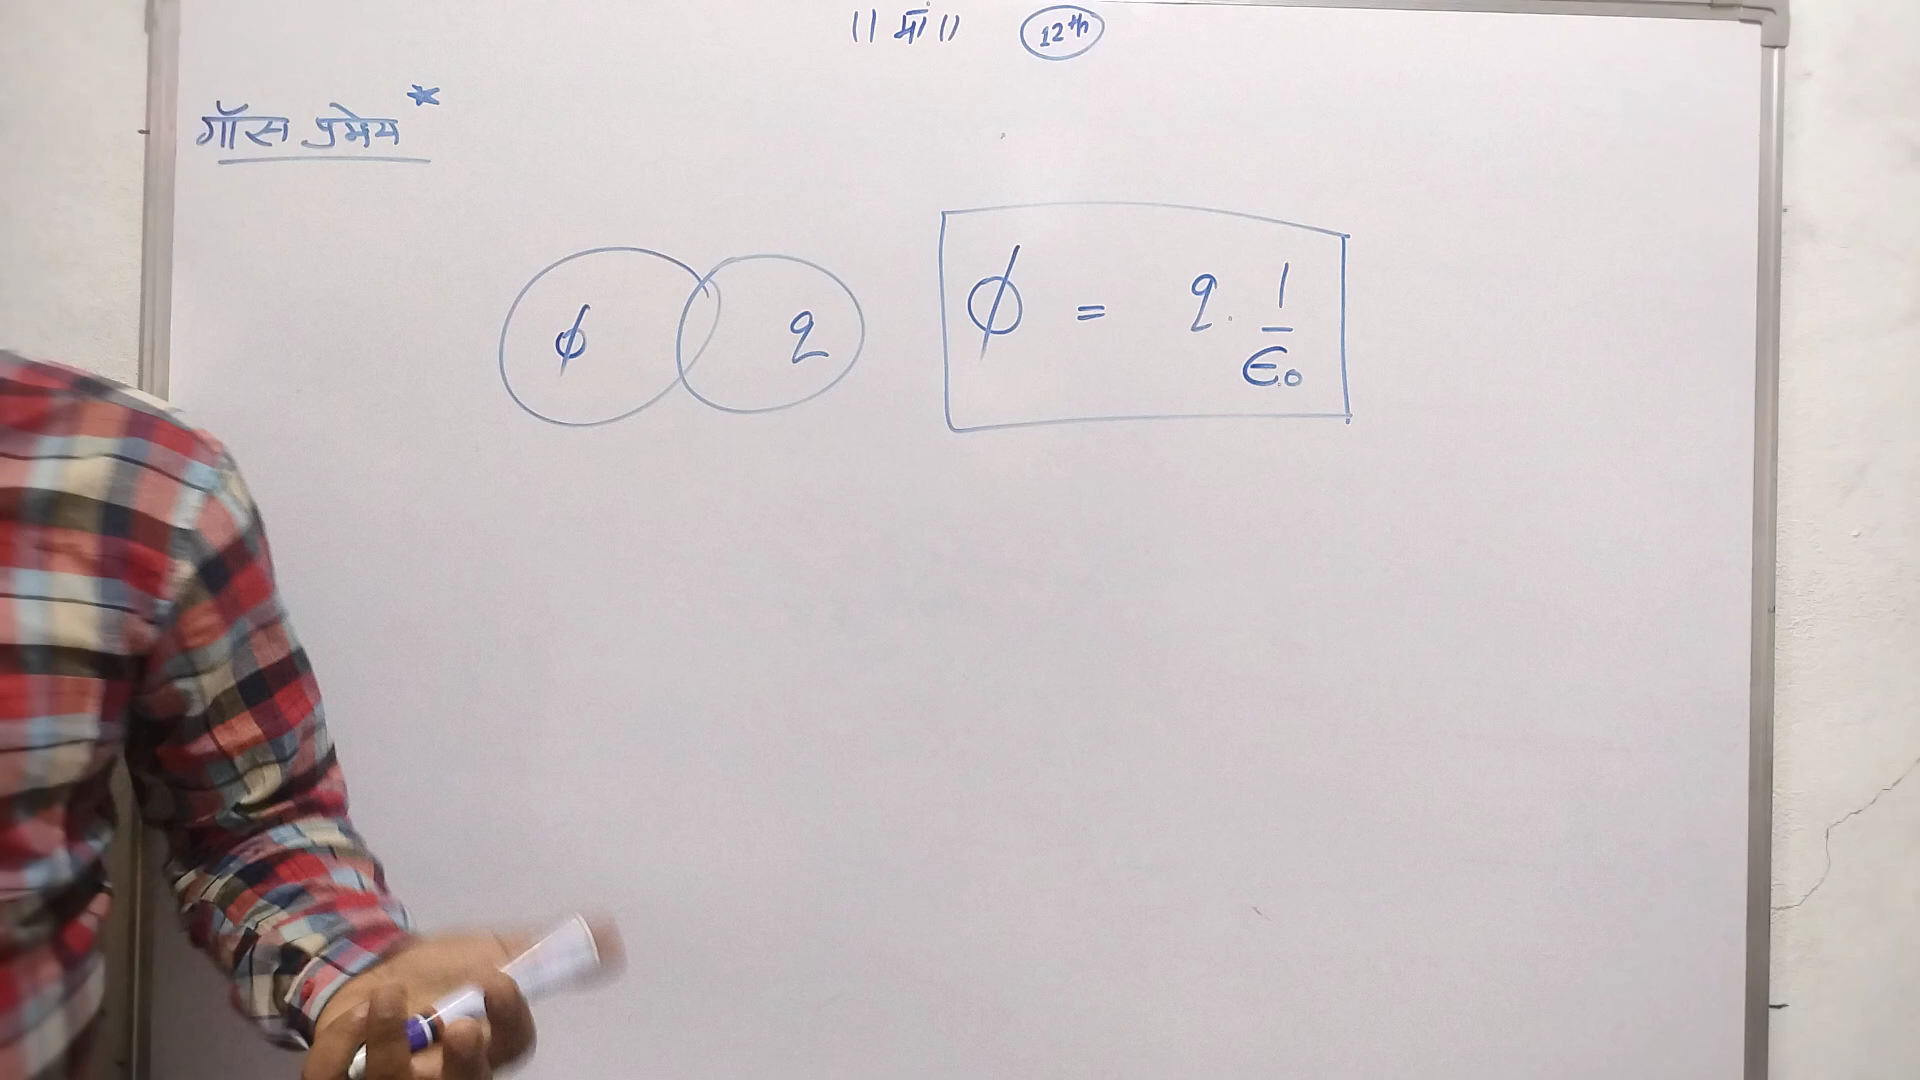 ।। माँ ।। 12th
गॉस प्रमेय *
ϕ q ϕ = q. 1/ϵ₀